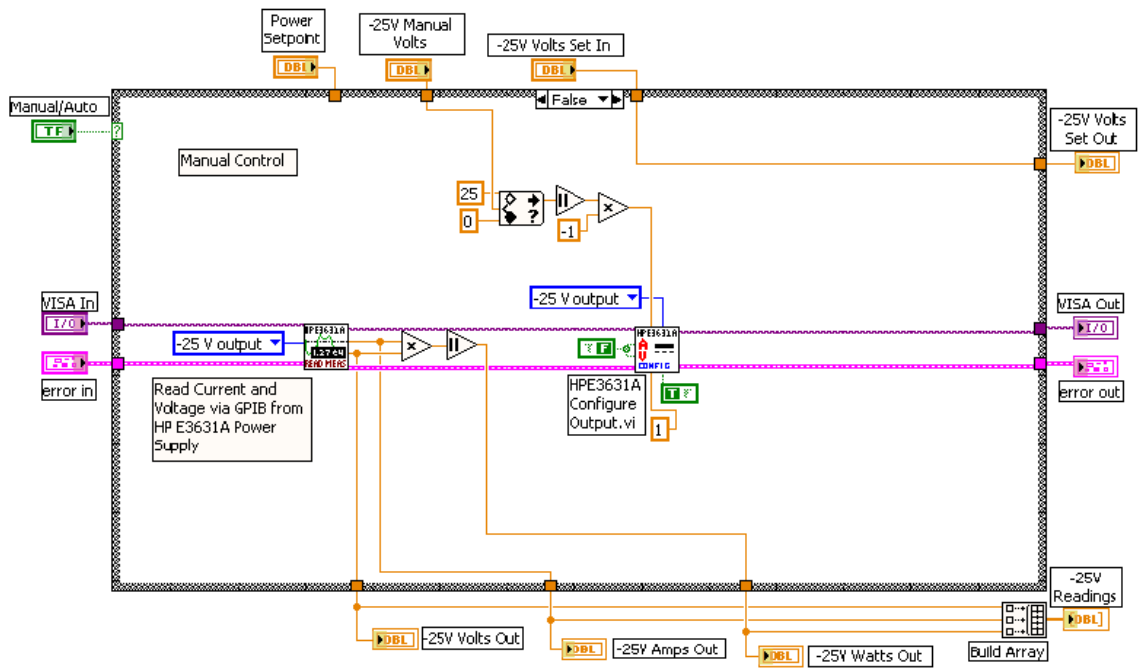 Power
Setpoint
-25V Manual
Volts
-25V Volts Set In
DBL
DBL
DBL
False
Manual/Auto
TF
?
-25V Volts
Set Out
DBL
Manual Control
25
0
?
-1
x
VISA In
I/O
-25 V output
-25 V output
VISA Out
I/O
HPE3631A
1.2724
READ MEAS
x
HPE3631A
A
V
CONFIG
? F
T F
error in
error out
Read Current and
Voltage via GPIB from
HP E3631A Power
Supply
HPE3631A
Configure
Output.vi
1
-25V
Readings
DBL
DBL
-25V Volts Out
DBL
-25V Amps Out
DBL
-25V Watts Out
Build Array